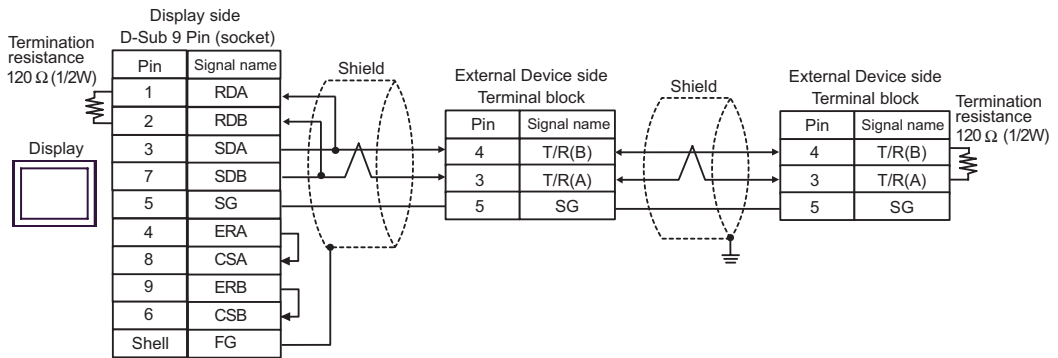 Display side
D-Sub 9 Pin (socket)
Termination
resistance
120 Ω (1/2W)
Pin Signal name
1 RDA
2 RDB
3 SDA
7 SDB
5 SG
4 ERA
8 CSA
9 ERB
6 CSB
Shell FG
Display
Shield
External Device side
Terminal block
Pin Signal name
4 T/R(B)
3 T/R(A)
5 SG
Shield
External Device side
Terminal block
Pin Signal name
4 T/R(B)
3 T/R(A)
5 SG
Termination
resistance
120 Ω (1/2W)